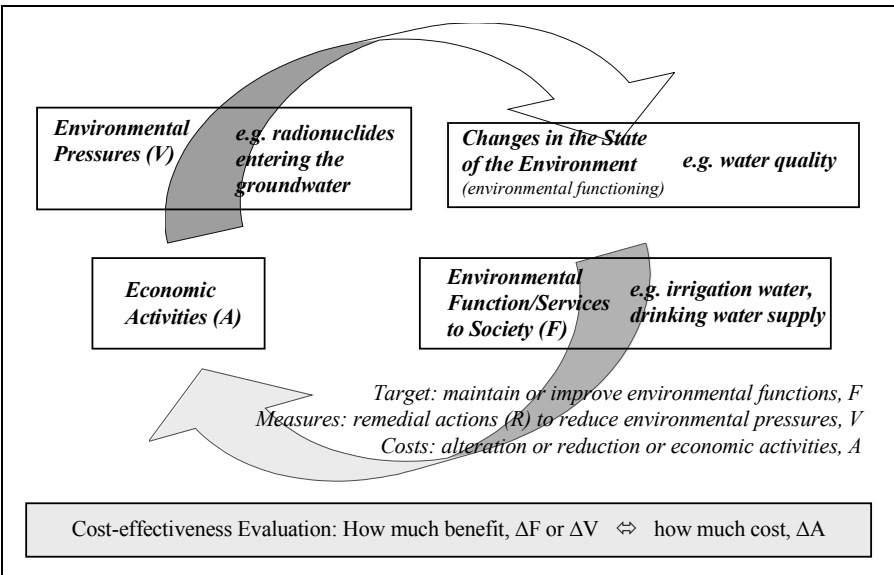 Environmental
Pressures (V)
e.g. radionuclides
entering the
groundwater
Changes in the State
of the Environment
(environmental functioning)
e.g. water quality
Economic
Activities (A)
Environmental
Function/Services
to Society (F)
e.g. irrigation water,
drinking water supply
Target: maintain or improve environmental functions, F
Measures: remedial actions (R) to reduce environmental pressures, V
Costs: alteration or reduction or economic activities, A
Cost-effectiveness Evaluation: How much benefit, ΔF or ΔV ⇔ how much cost, ΔA